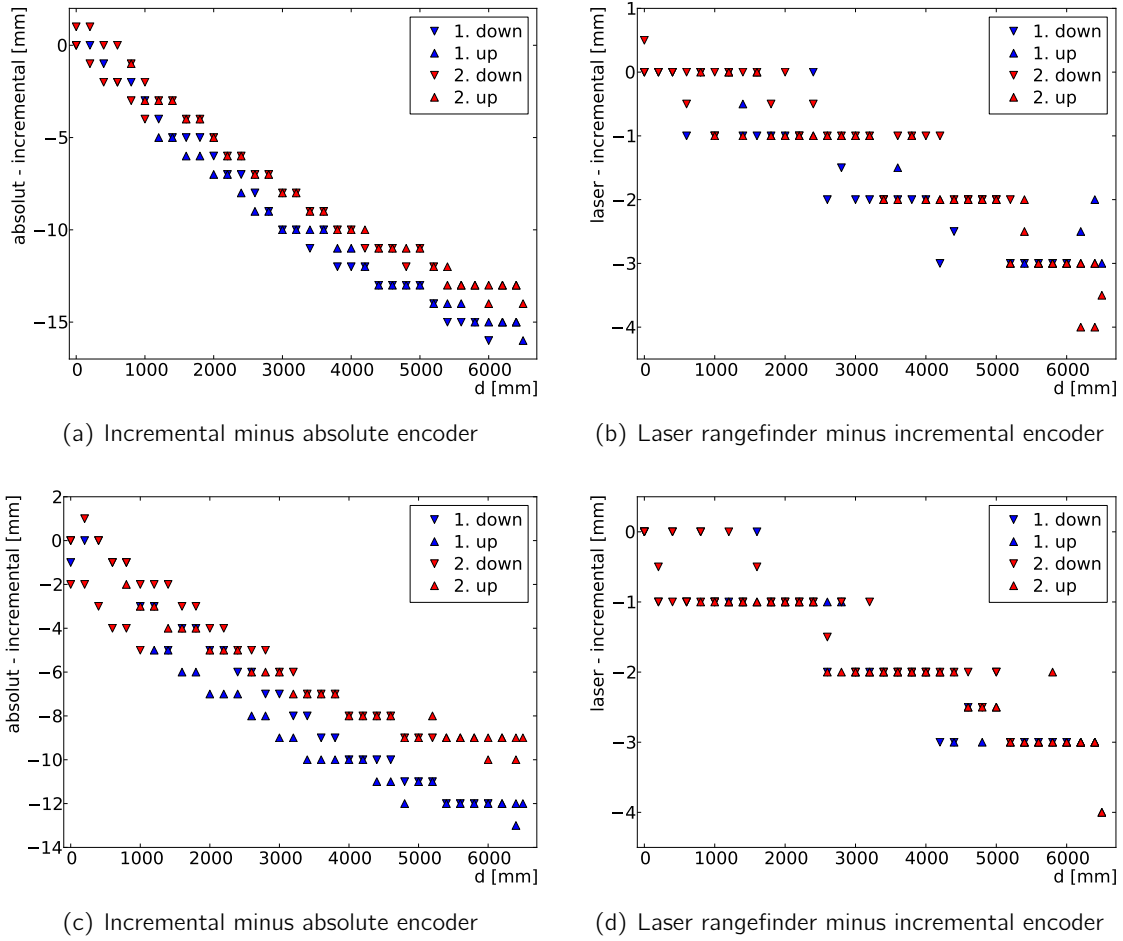 absolut - incremental [mm]
0
−5
−10
−15
1. down
1. up
2. down
2. up
0 1000 2000 3000 4000 5000 6000
d [mm]
(a) Incremental minus absolute encoder
laser - incremental [mm]
1
0
−1
−2
−3
−4
1. down
1. up
2. down
2. up
0 1000 2000 3000 4000 5000 6000
d [mm]
(b) Laser rangefinder minus incremental encoder
absolut - incremental [mm]
2
0
−2
−4
−6
−8
−10
−12
−14
1. down
1. up
2. down
2. up
0 1000 2000 3000 4000 5000 6000
d [mm]
(c) Incremental minus absolute encoder
laser - incremental [mm]
0
−1
−2
−3
−4
1. down
1. up
2. down
2. up
0 1000 2000 3000 4000 5000 6000
d [mm]
(d) Laser rangefinder minus incremental encoder